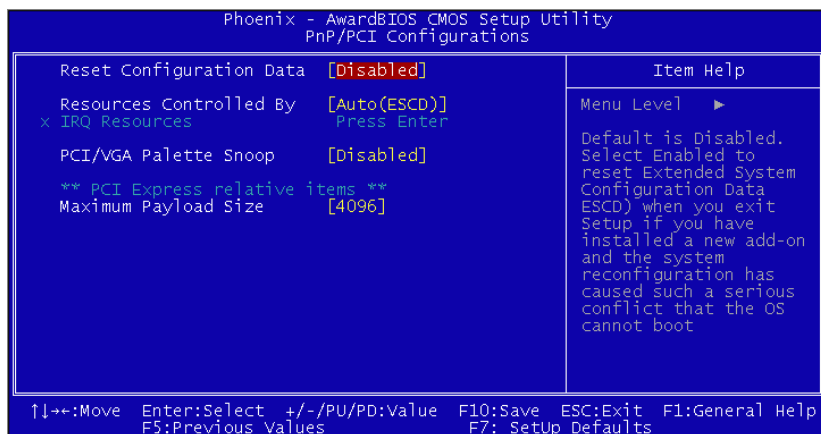 Phoenix - AwardBIOS CMOS Setup Utility
PnP/PCI Configurations
Reset Configuration Data [Disabled]
Resources Controlled By [Auto(ESCD)]
x IRQ Resources Press Enter
PCI/VGA Palette Snoop [Disabled]
** PCI Express relative items **
Maximum Payload Size [4096]
Item Help
Menu Level ►
Default is Disabled.
Select Enabled to
reset Extended System
Configuration Data
ESCD) when you exit
Setup if you have
installed a new add-on
and the system
reconfiguration has
caused such a serious
conflict that the OS
cannot boot
↑↓→←:Move Enter:Select +/-/PU/PD:Value F10:Save ESC:Exit F1:General Help
F5:Previous Values F7: SetUp Defaults